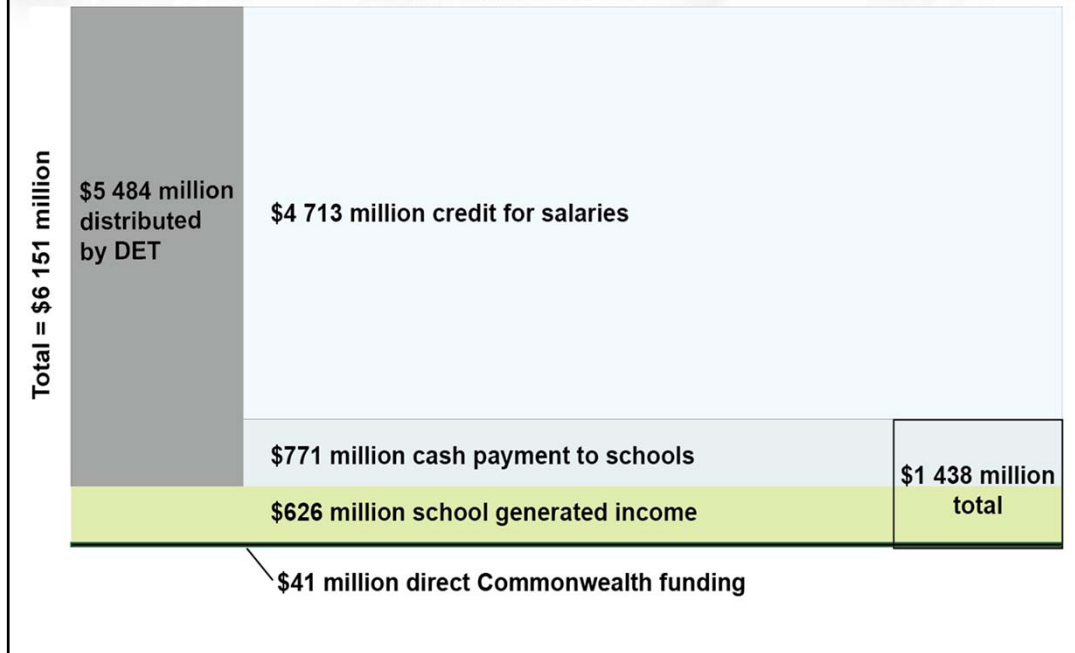 Total = $6 151 million
$5 484 million
distributed
by DET
$4 713 million credit for salaries
$771 million cash payment to schools
$626 million school generated income
$1 438 million
total
$41 million direct Commonwealth funding